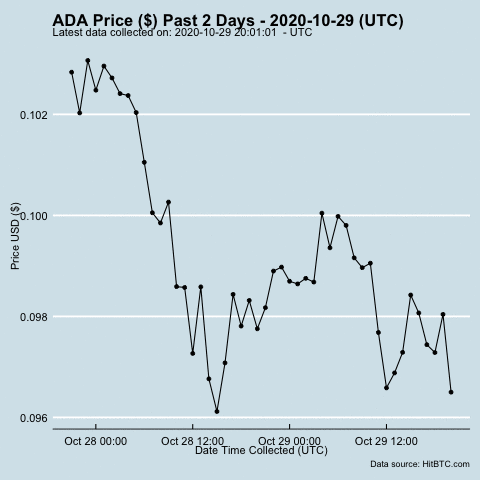 ADA Price ($) Past 2 Days - 2020-10-29 (UTC)
Latest data collected on: 2020-10-29 20:01:01  - UTC
0.102
0.100
0.098
0.096
Price USD ($)
Oct 28 00:00 Oct 28 12:00 Oct 29 00:00 Oct 29 12:00
Date Time Collected (UTC)
Data source: HitBTC.com